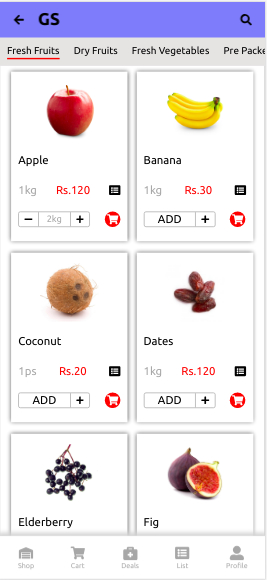 GS
Fresh Fruits Dry Fruits Fresh Vegetables Pre Packe
Apple Banana
1kg Rs.120 1kg Rs.30
− 2kg + ADD +
Coconut Dates
1ps Rs.20 1kg Rs.120
ADD + ADD +
Elderberry Fig
Shop Cart Deals List Profile